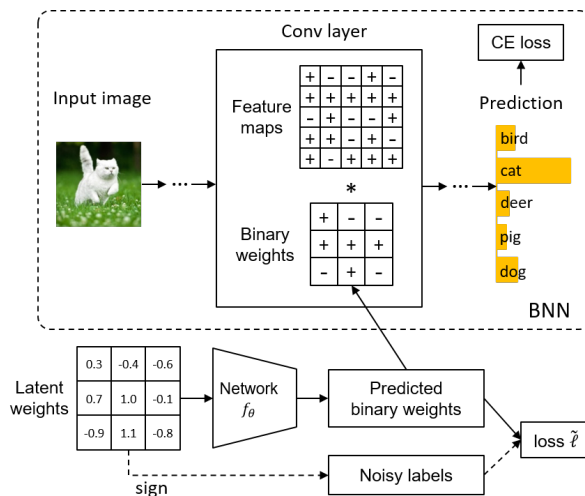 Conv layer
CE loss
Input image
Feature
maps
+ - - + -
+ + + + +
- + - - -
+ - + - +
+ - + + +
Prediction
bird
cat
deer
pig
dog
...
*
...
Binary
weights
+ - -
+ + +
- + -
BNN
Latent
weights
0.3 -0.4 -0.6
0.7 1.0 -0.1
-0.9 1.1 -0.8
Network
fθ
Predicted
binary weights
loss ℓ̃
sign
Noisy labels